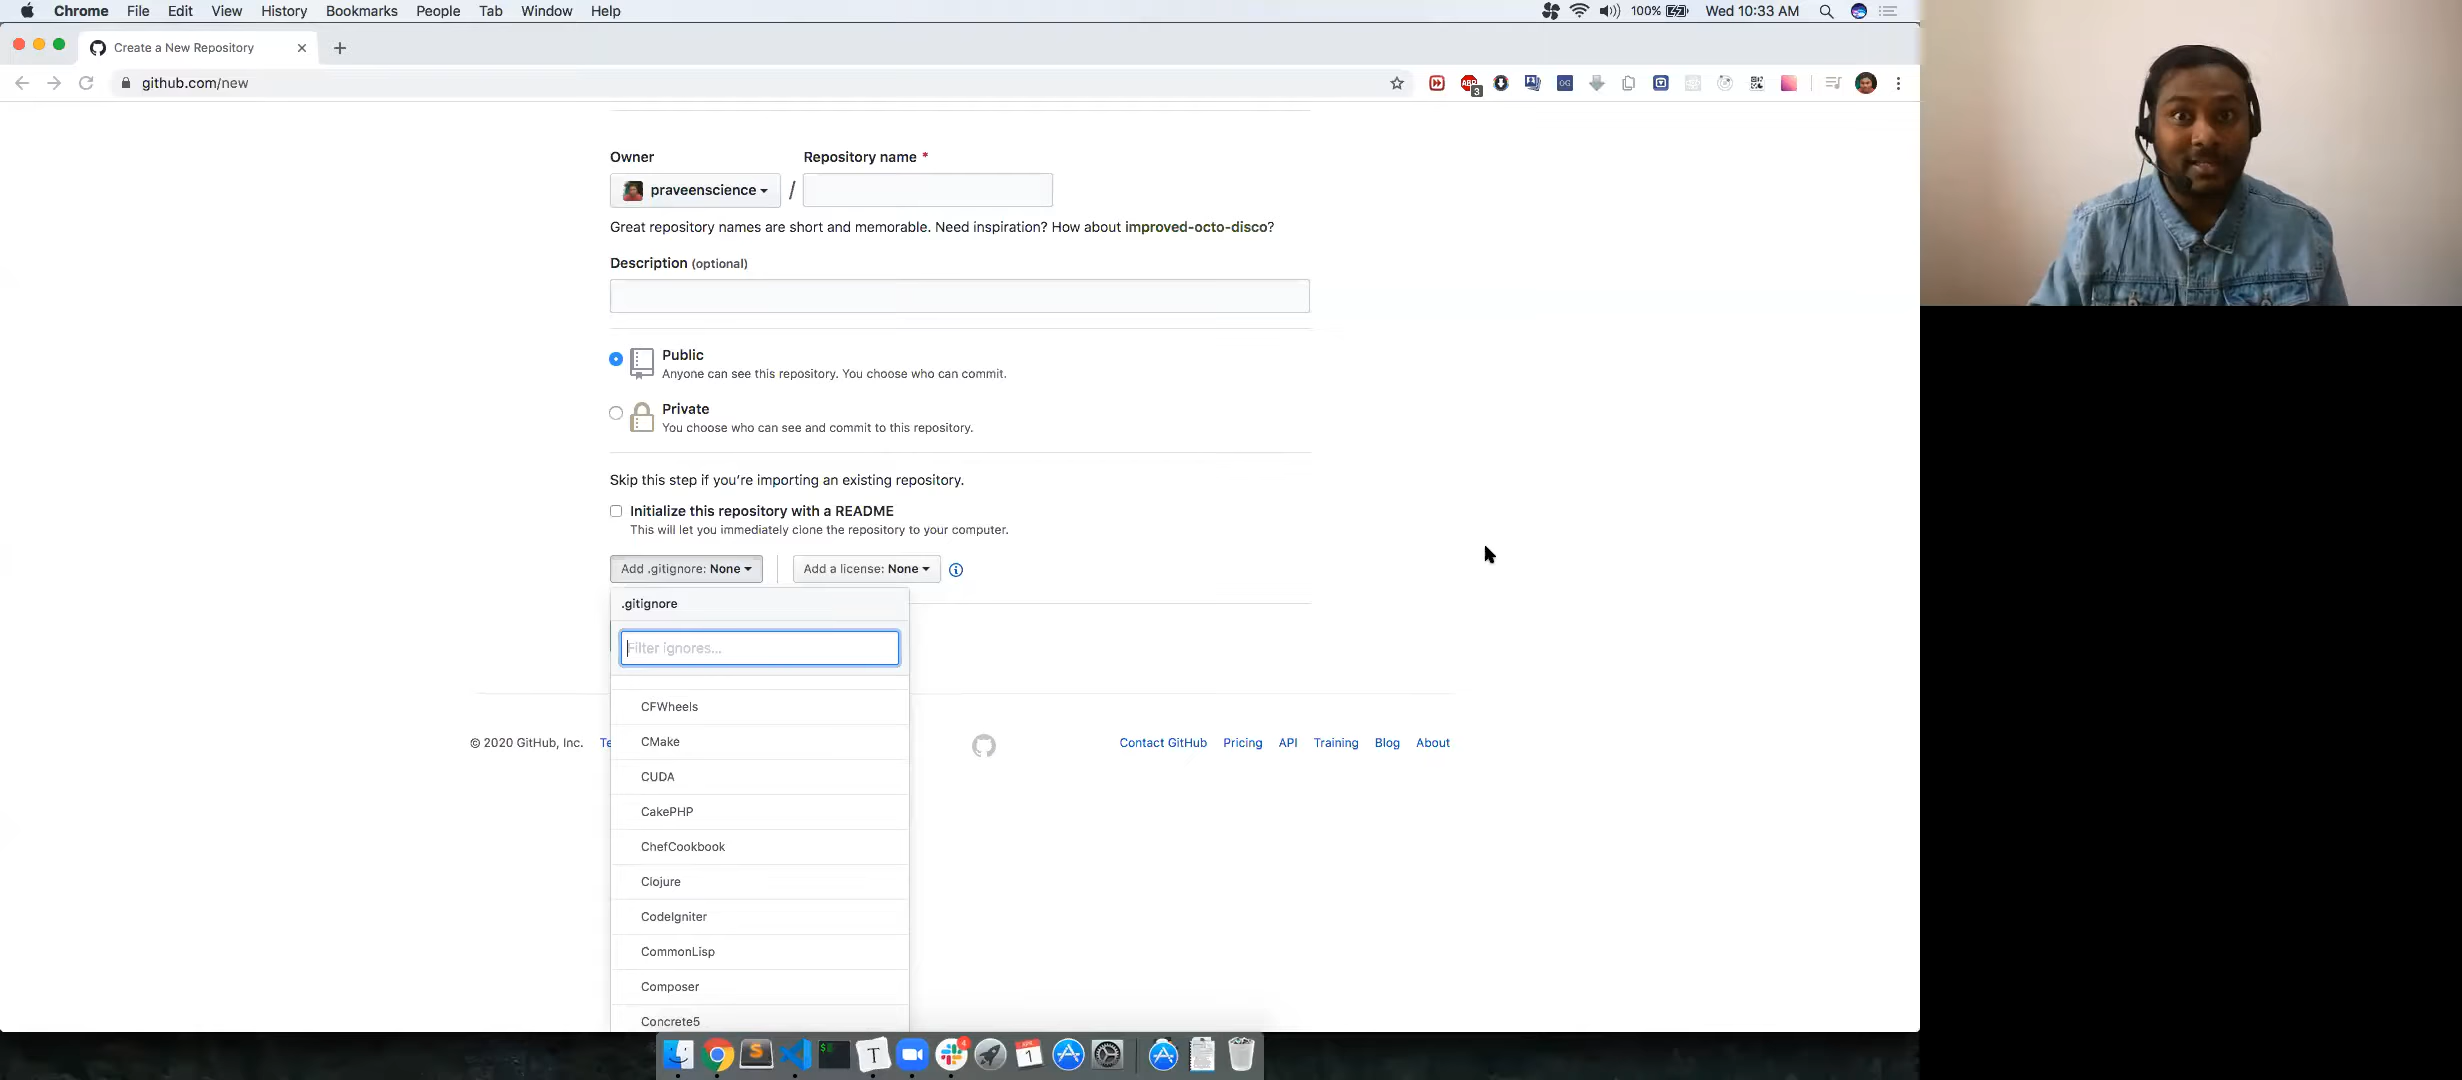 Chrome File Edit View History Bookmarks People Tab Window Help 100% Wed 10:33 AM
Create a New Repository
github.com/new
ABP 3
Owner Repository name *
praveenscience /
Great repository names are short and memorable. Need inspiration? How about improved-octo-disco?
Description (optional)
Public
Anyone can see this repository. You choose who can commit.
Private
You choose who can see and commit to this repository.
Skip this step if you're importing an existing repository.
Initialize this repository with a README
This will let you immediately clone the repository to your computer.
Add .gitignore: None Add a license: None
.gitignore
Filter ignores...
CFWheels
CMake
© 2020 GitHub, Inc. Te Contact GitHub Pricing API Training Blog About
CUDA
CakePHP
ChefCookbook
Clojure
CodeIgniter
CommonLisp
Composer
Concrete5